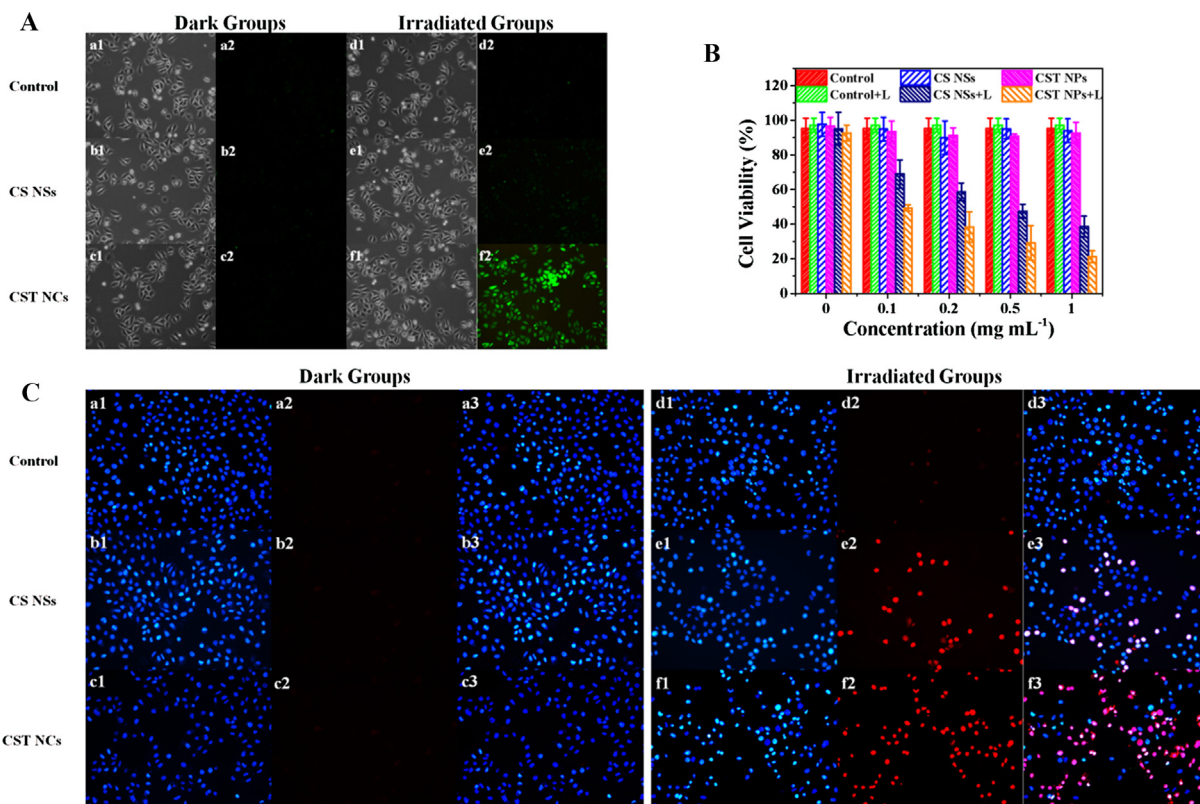 A
Dark Groups
Irradiated Groups
a1
a2
d1
d2
Control
b1
b2
e1
e2
CS NSs
c1
c2
f1
f2
CST NCs
B
Control
CS NSs
CST NPs
Control+L
CS NSs+L
CST NPs+L
Cell Viability (%)
120
100
80
60
40
20
0
0
0.1
0.2
0.5
1
Concentration (mg mL⁻¹)
C
Dark Groups
Irradiated Groups
a1
a2
a3
d1
d2
d3
Control
b1
b2
b3
e1
e2
e3
CS NSs
c1
c2
c3
f1
f2
f3
CST NCs